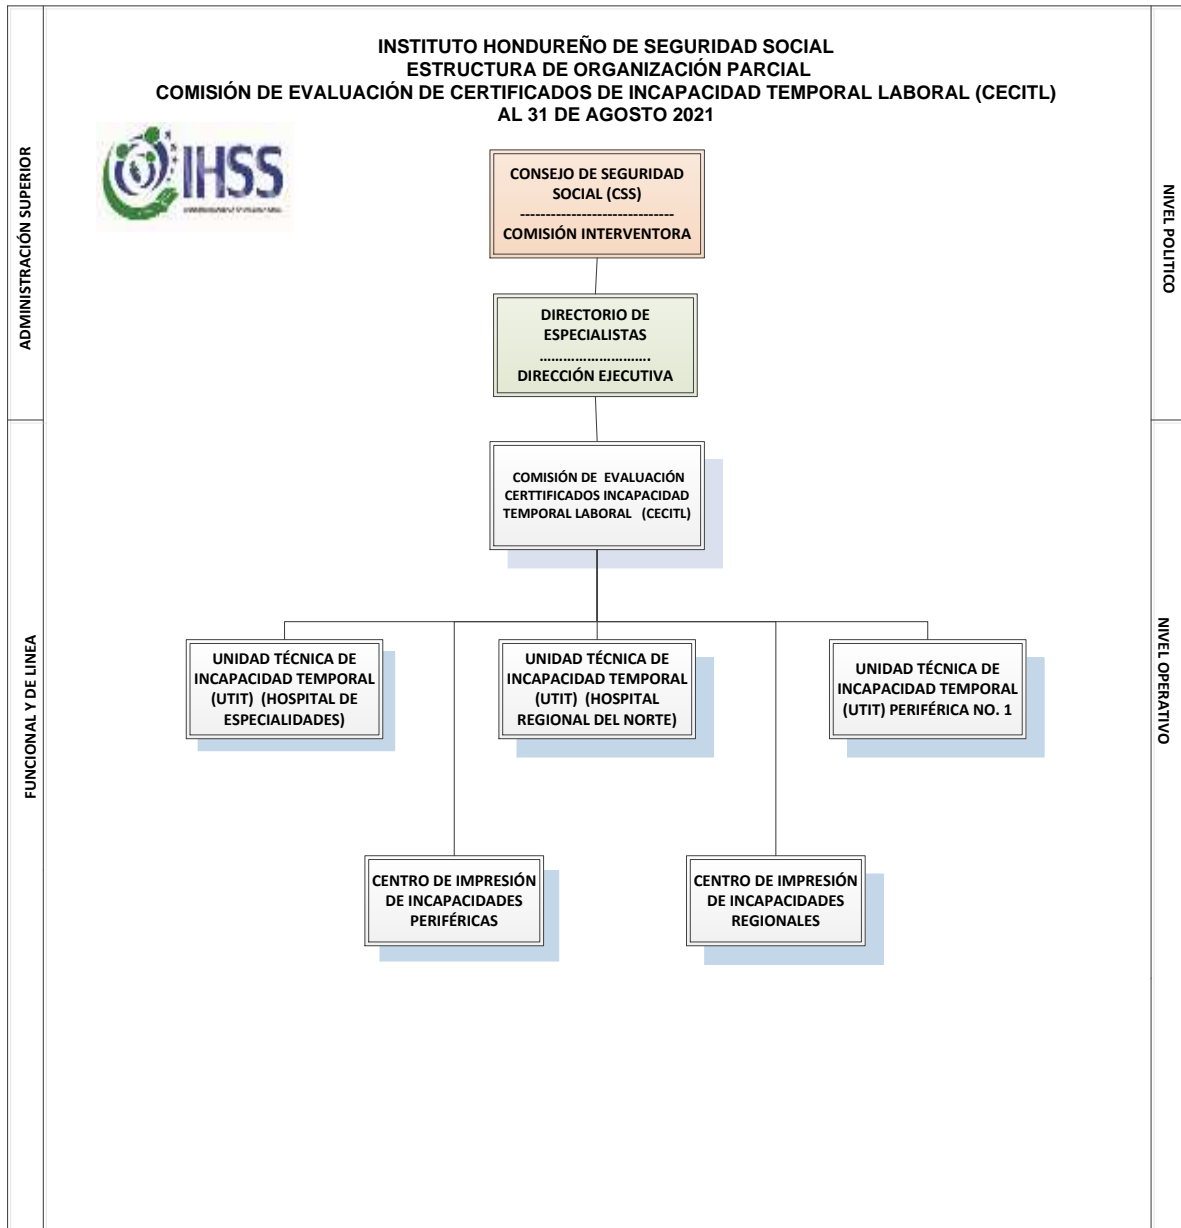 INSTITUTO HONDUREÑO DE SEGURIDAD SOCIAL
ESTRUCTURA DE ORGANIZACIÓN PARCIAL
COMISIÓN DE EVALUACIÓN DE CERTIFICADOS DE INCAPACIDAD TEMPORAL LABORAL (CECITL)
AL 31 DE AGOSTO 2021
IHSS
ADMINISTRACIÓN SUPERIOR
NIVEL POLITICO
CONSEJO DE SEGURIDAD
SOCIAL (CSS)
------------------------------
COMISIÓN INTERVENTORA
DIRECTORIO DE
ESPECIALISTAS
……………………….
DIRECCIÓN EJECUTIVA
FUNCIONAL Y DE LINEA
NIVEL OPERATIVO
COMISIÓN DE EVALUACIÓN
CERTTIFICADOS INCAPACIDAD
TEMPORAL LABORAL (CECITL)
UNIDAD TÉCNICA DE
INCAPACIDAD TEMPORAL
(UTIT) (HOSPITAL DE
ESPECIALIDADES)
UNIDAD TÉCNICA DE
INCAPACIDAD TEMPORAL
(UTIT) (HOSPITAL
REGIONAL DEL NORTE)
UNIDAD TÉCNICA DE
INCAPACIDAD TEMPORAL
(UTIT) PERIFÉRICA NO. 1
CENTRO DE IMPRESIÓN
DE INCAPACIDADES
PERIFÉRICAS
CENTRO DE IMPRESIÓN
DE INCAPACIDADES
REGIONALES